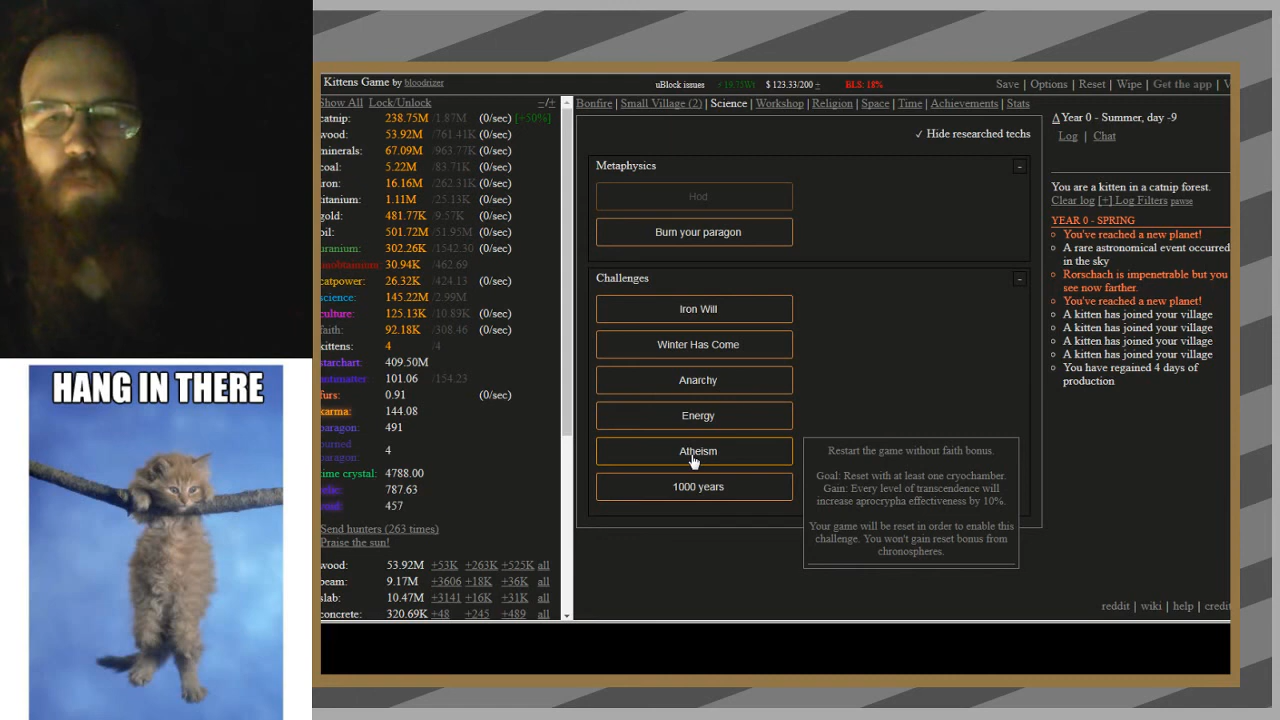 HANG IN THERE
Kittens Game by bloodrizer
uBlock issues
19.75Wt
$ 123.33/200 ±
BLS: 18%
Save | Options | Reset | Wipe | Get the app | V
Show All Lock/Unlock
−/+
catnip: 238.75M /1.87M (0/sec) [+50%]
wood: 53.92M /761.41K (0/sec)
minerals: 67.09M /963.77K (0/sec)
coal: 5.22M /83.71K (0/sec)
iron: 16.16M /262.31K (0/sec)
titanium: 1.11M /25.13K (0/sec)
gold: 481.77K /9.57K (0/sec)
oil: 501.72M /51.95M (0/sec)
uranium: 302.26K /1542.30 (0/sec)
unobtainium: 30.94K /462.69
catpower: 26.32K /424.13 (0/sec)
science: 145.22M /2.99M (0/sec)
culture: 125.13K /10.89K (0/sec)
faith: 92.18K /308.46 (0/sec)
kittens: 4 /4
starchart: 409.50M
antimatter: 101.06 /154.23
furs: 0.91 (0/sec)
karma: 144.08
paragon: 491
burned
paragon: 4
time crystal: 4788.00
relic: 787.63
void: 457
Send hunters (263 times)
Praise the sun!
wood: 53.92M +53K +263K +525K all
beam: 9.17M +3606 +18K +36K all
slab: 10.47M +3141 +16K +31K all
concrete: 320.69K +48 +245 +489 all
Bonfire | Small Village (2) | Science | Workshop | Religion | Space | Time | Achievements | Stats
✓ Hide researched techs
Metaphysics
-
Hod
Burn your paragon
Challenges
-
Iron Will
Winter Has Come
Anarchy
Energy
Atheism
1000 years
Restart the game without faith bonus.
Goal: Reset with at least one cryochamber.
Gain: Every level of transcendence will
increase apocrypha effectiveness by 10%.
Your game will be reset in order to enable this
challenge. You won't gain reset bonus from
chronospheres.
Year 0 - Summer, day -9
Log | Chat
You are a kitten in a catnip forest.
Clear log [+] Log Filters pawse
YEAR 0 - SPRING
You've reached a new planet!
A rare astronomical event occurred
in the sky
Rorschach is impenetrable but you
see now farther.
You've reached a new planet!
A kitten has joined your village
A kitten has joined your village
A kitten has joined your village
A kitten has joined your village
You have regained 4 days of
production
reddit | wiki | help | credit